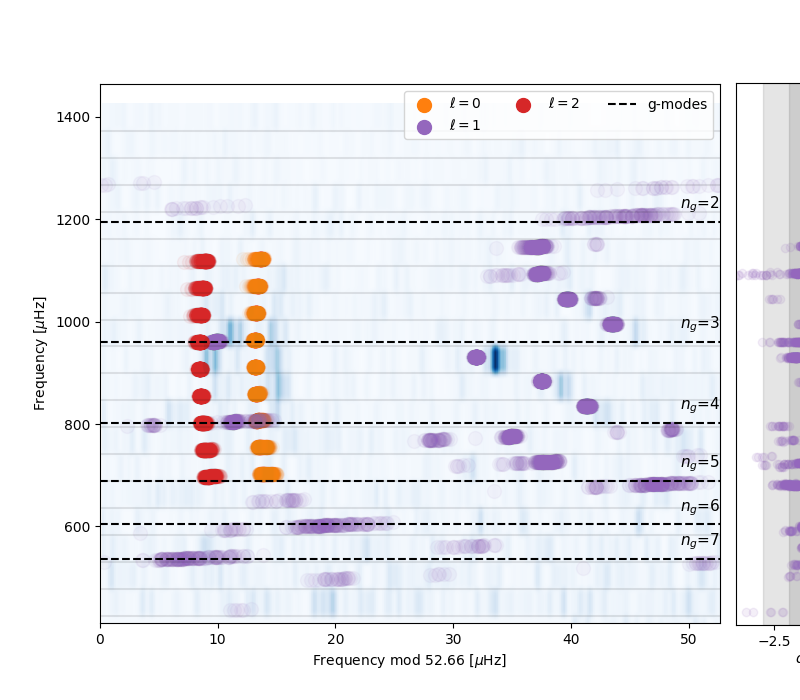 1400
1200
1000
800
600
Frequency [μHz]
ℓ = 0
ℓ = 1
ℓ = 2
g-modes
n_g=2
n_g=3
n_g=4
n_g=5
n_g=6
n_g=7
0 10 20 30 40 50
Frequency mod 52.66 [μHz]
−2.5